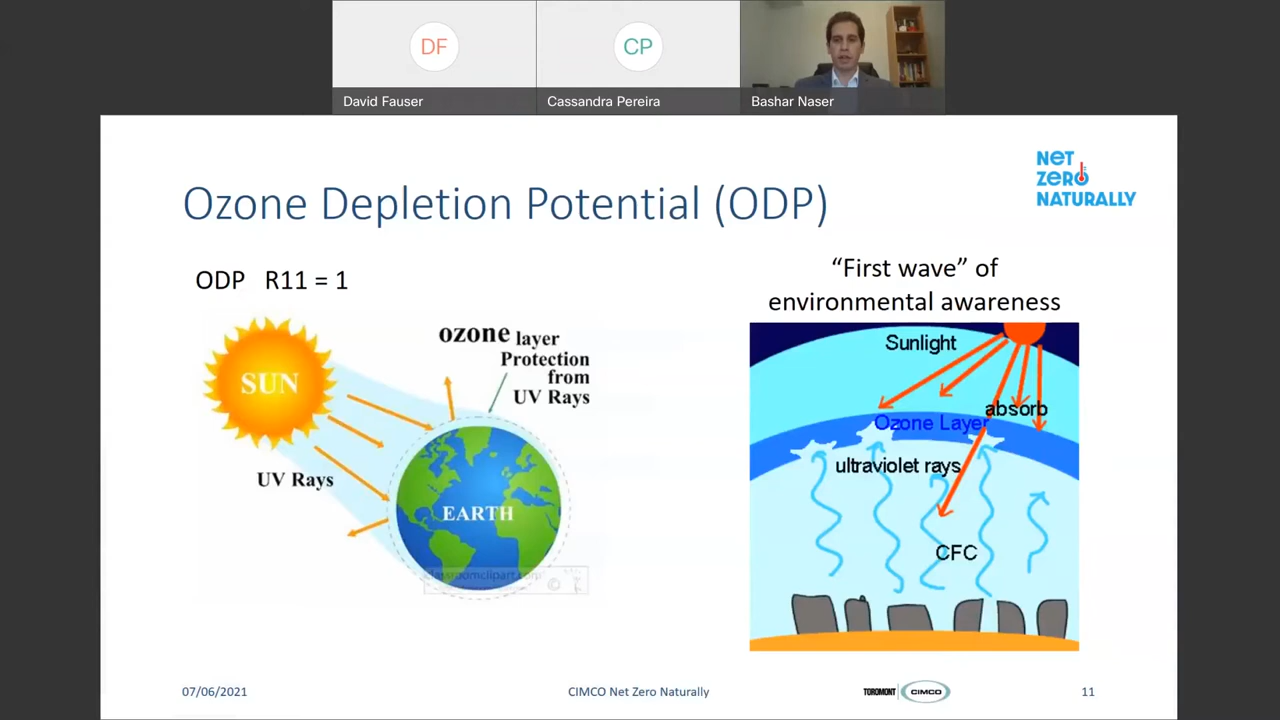 DF
CP
David Fauser
Cassandra Pereira
Bashar Naser
NET
ZERO
NATURALLY
Ozone Depletion Potential (ODP)
ODP R11 = 1
ozone layer
Protection
from
UV Rays
SUN
UV Rays
EARTH
classroomclipart.com
©
“First wave” of
environmental awareness
Sunlight
absorb
Ozone Layer
ultraviolet rays
CFC
07/06/2021
CIMCO Net Zero Naturally
TOROMONT
CIMCO
11